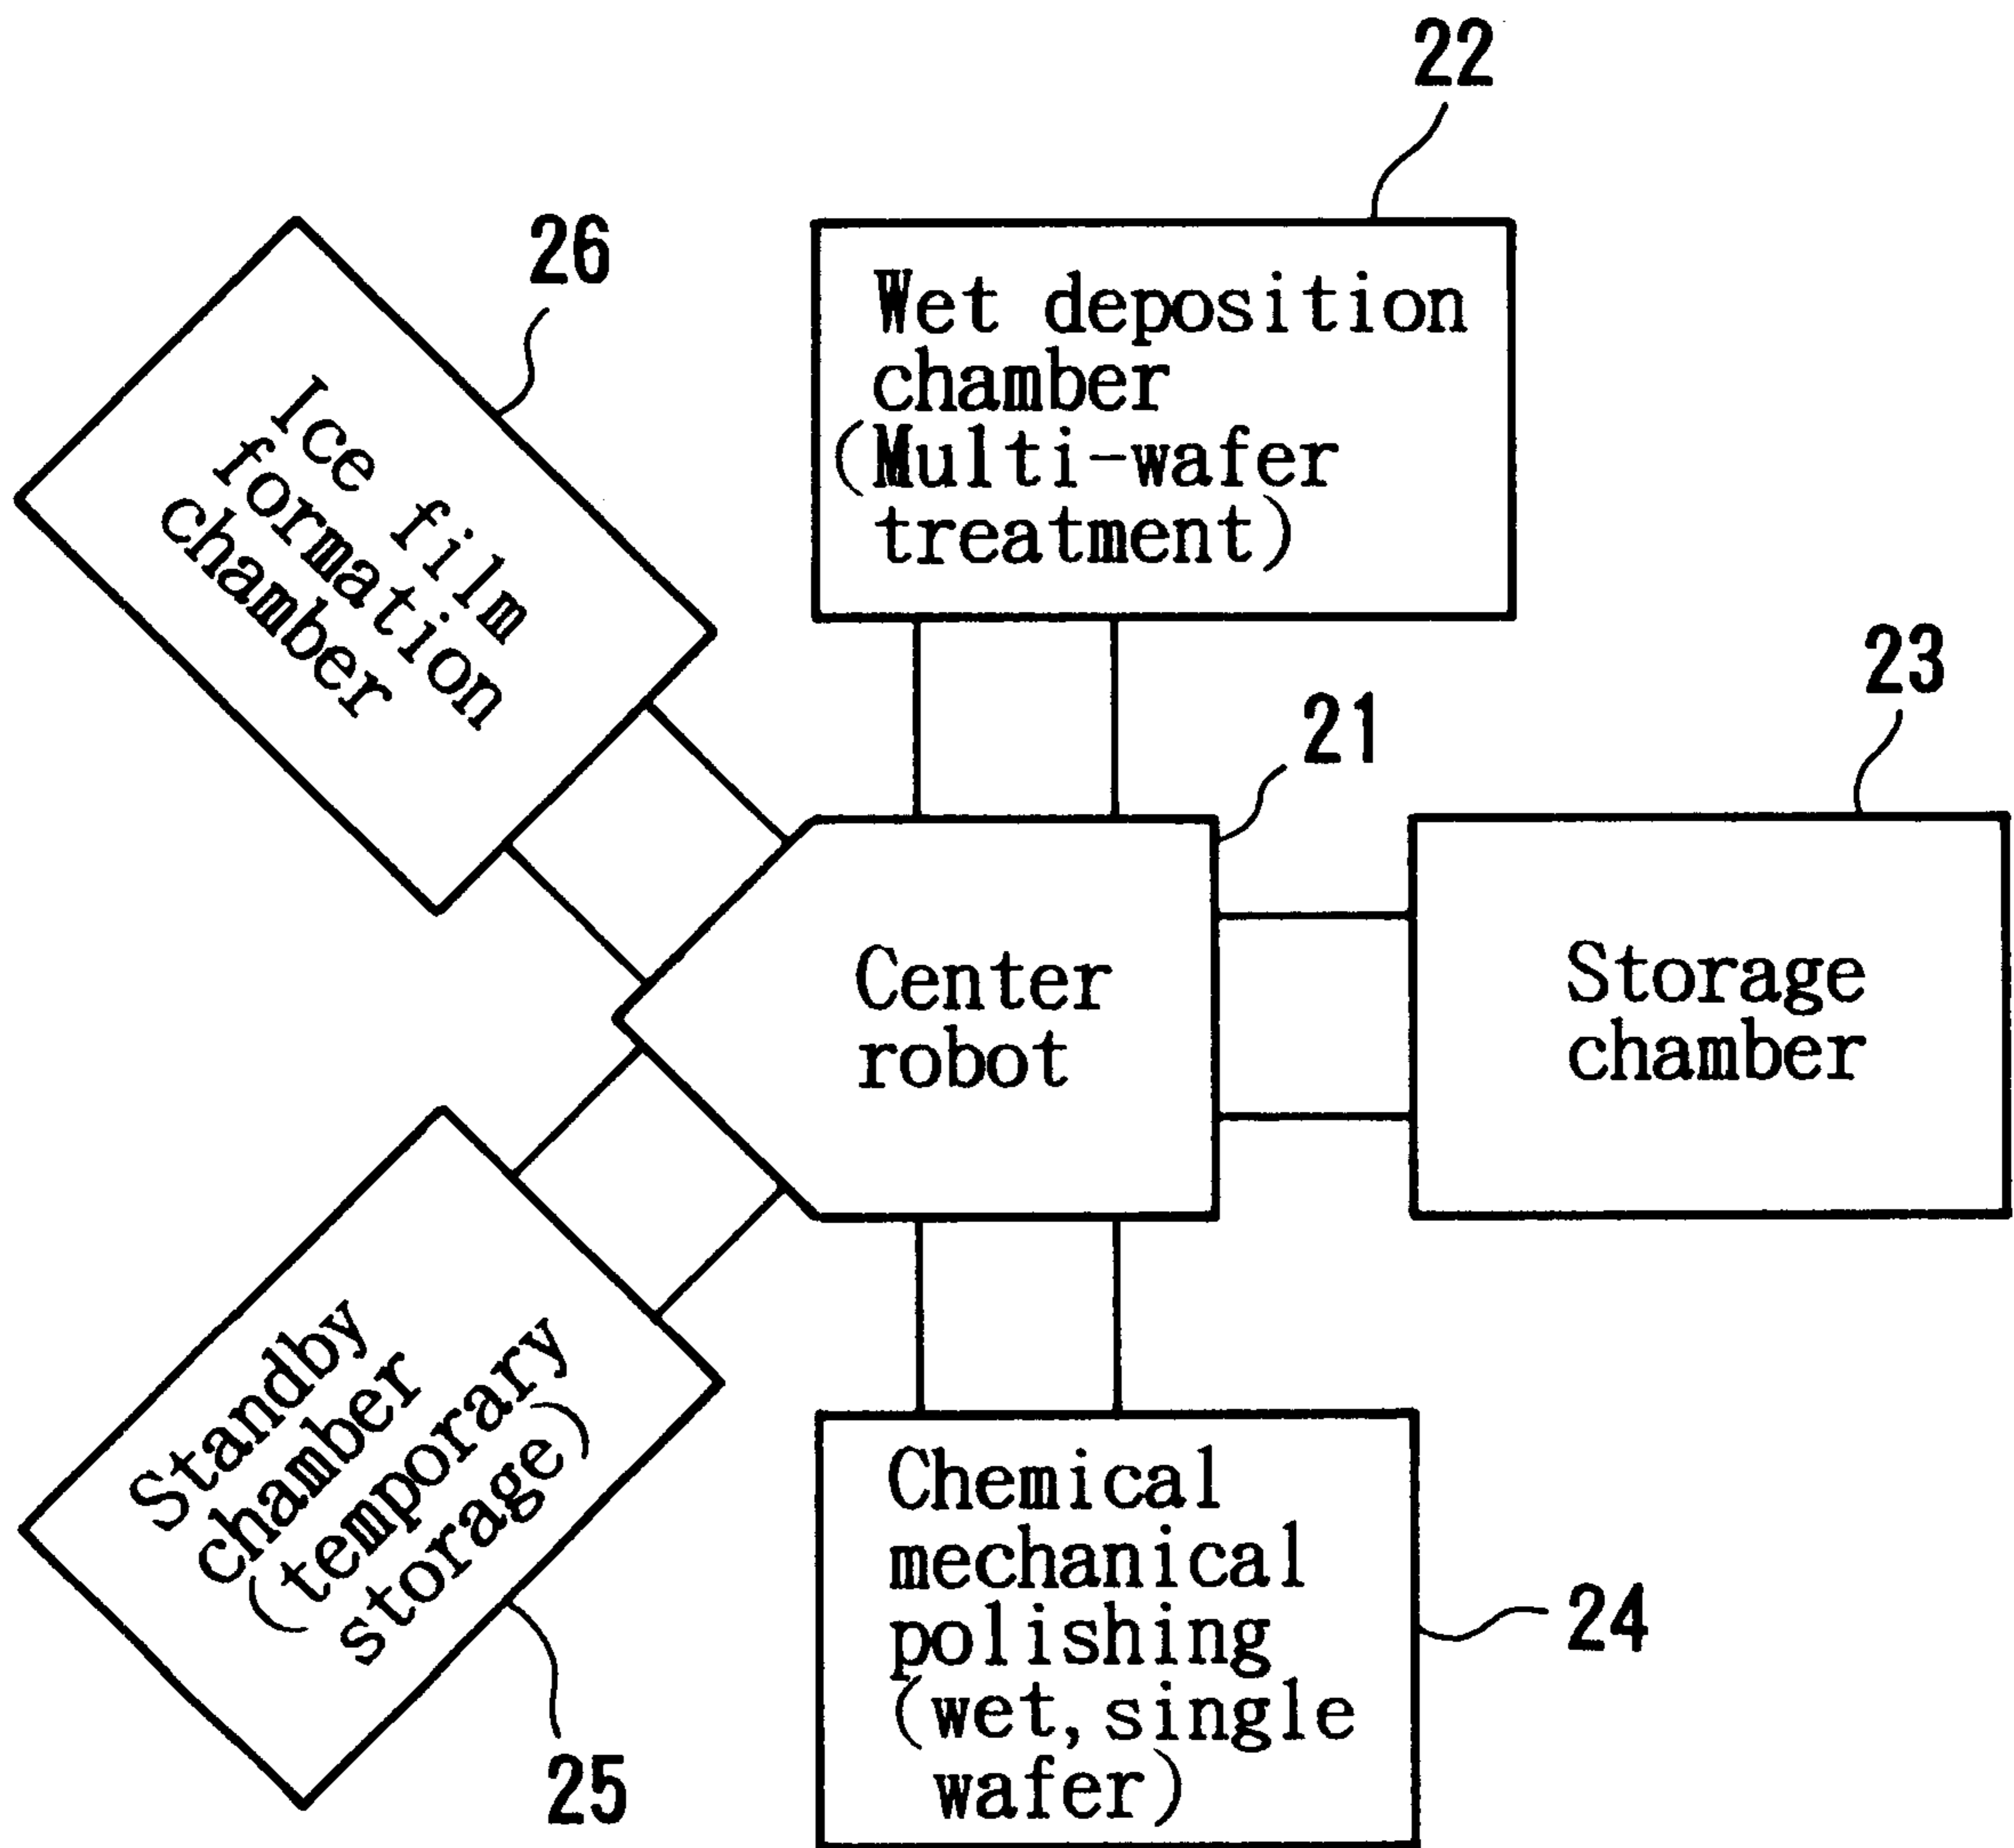 22
26
Wet deposition
chamber
(Multi-wafer
treatment)
Ice film
formation
chamber
23
21
Center
robot
Storage
chamber
Standby
chamber
(temporary
storage)
25
Chemical
mechanical
polishing
(wet, single
wafer)
24